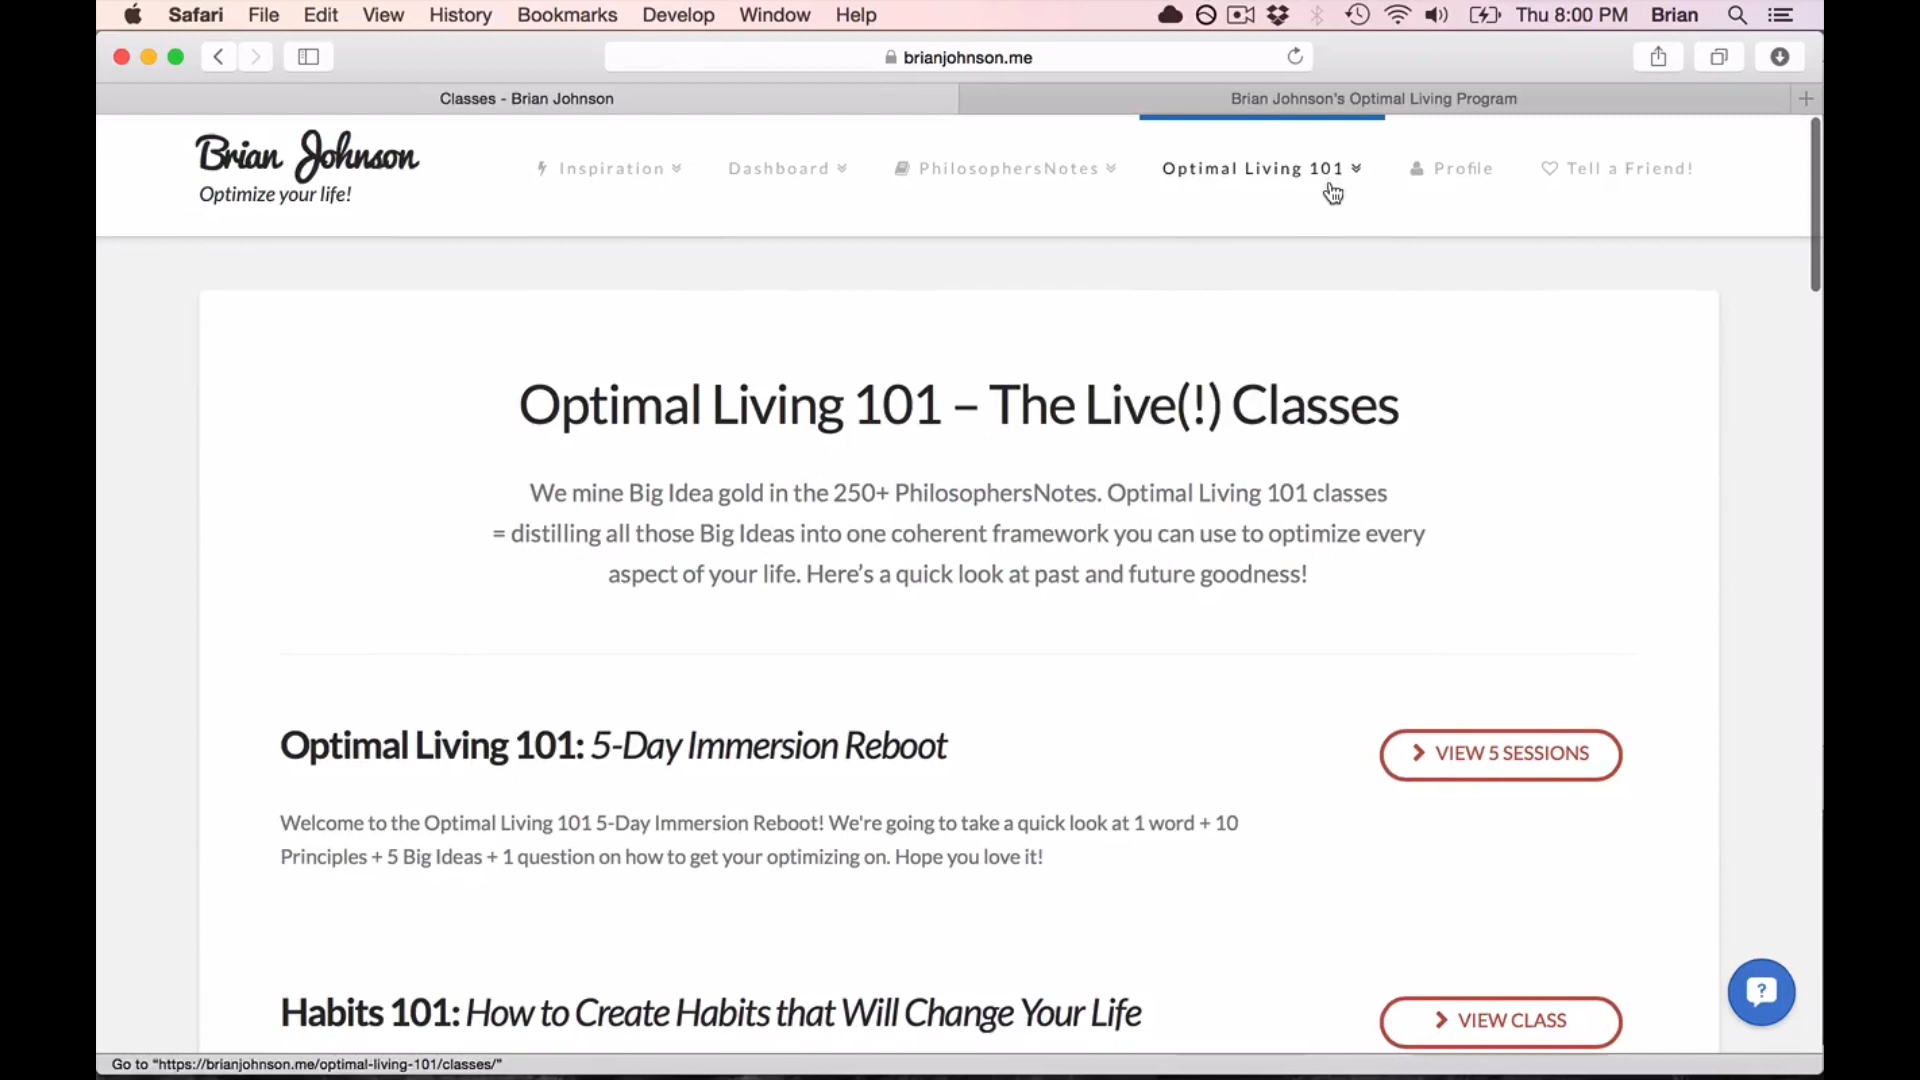 Safari File Edit View History Bookmarks Develop Window Help Thu 8:00 PM Brian
brianjohnson.me
Classes - Brian Johnson
Brian Johnson's Optimal Living Program
Brian Johnson
Optimize your life!
Inspiration
Dashboard
PhilosophersNotes
Optimal Living 101
Profile
Tell a Friend!
Optimal Living 101 – The Live(!) Classes
We mine Big Idea gold in the 250+ PhilosophersNotes. Optimal Living 101 classes
= distilling all those Big Ideas into one coherent framework you can use to optimize every
aspect of your life. Here’s a quick look at past and future goodness!
Optimal Living 101: 5-Day Immersion Reboot
VIEW 5 SESSIONS
Welcome to the Optimal Living 101 5-Day Immersion Reboot! We're going to take a quick look at 1 word + 10
Principles + 5 Big Ideas + 1 question on how to get your optimizing on. Hope you love it!
Habits 101: How to Create Habits that Will Change Your Life
VIEW CLASS
Go to “https://brianjohnson.me/optimal-living-101/classes/”